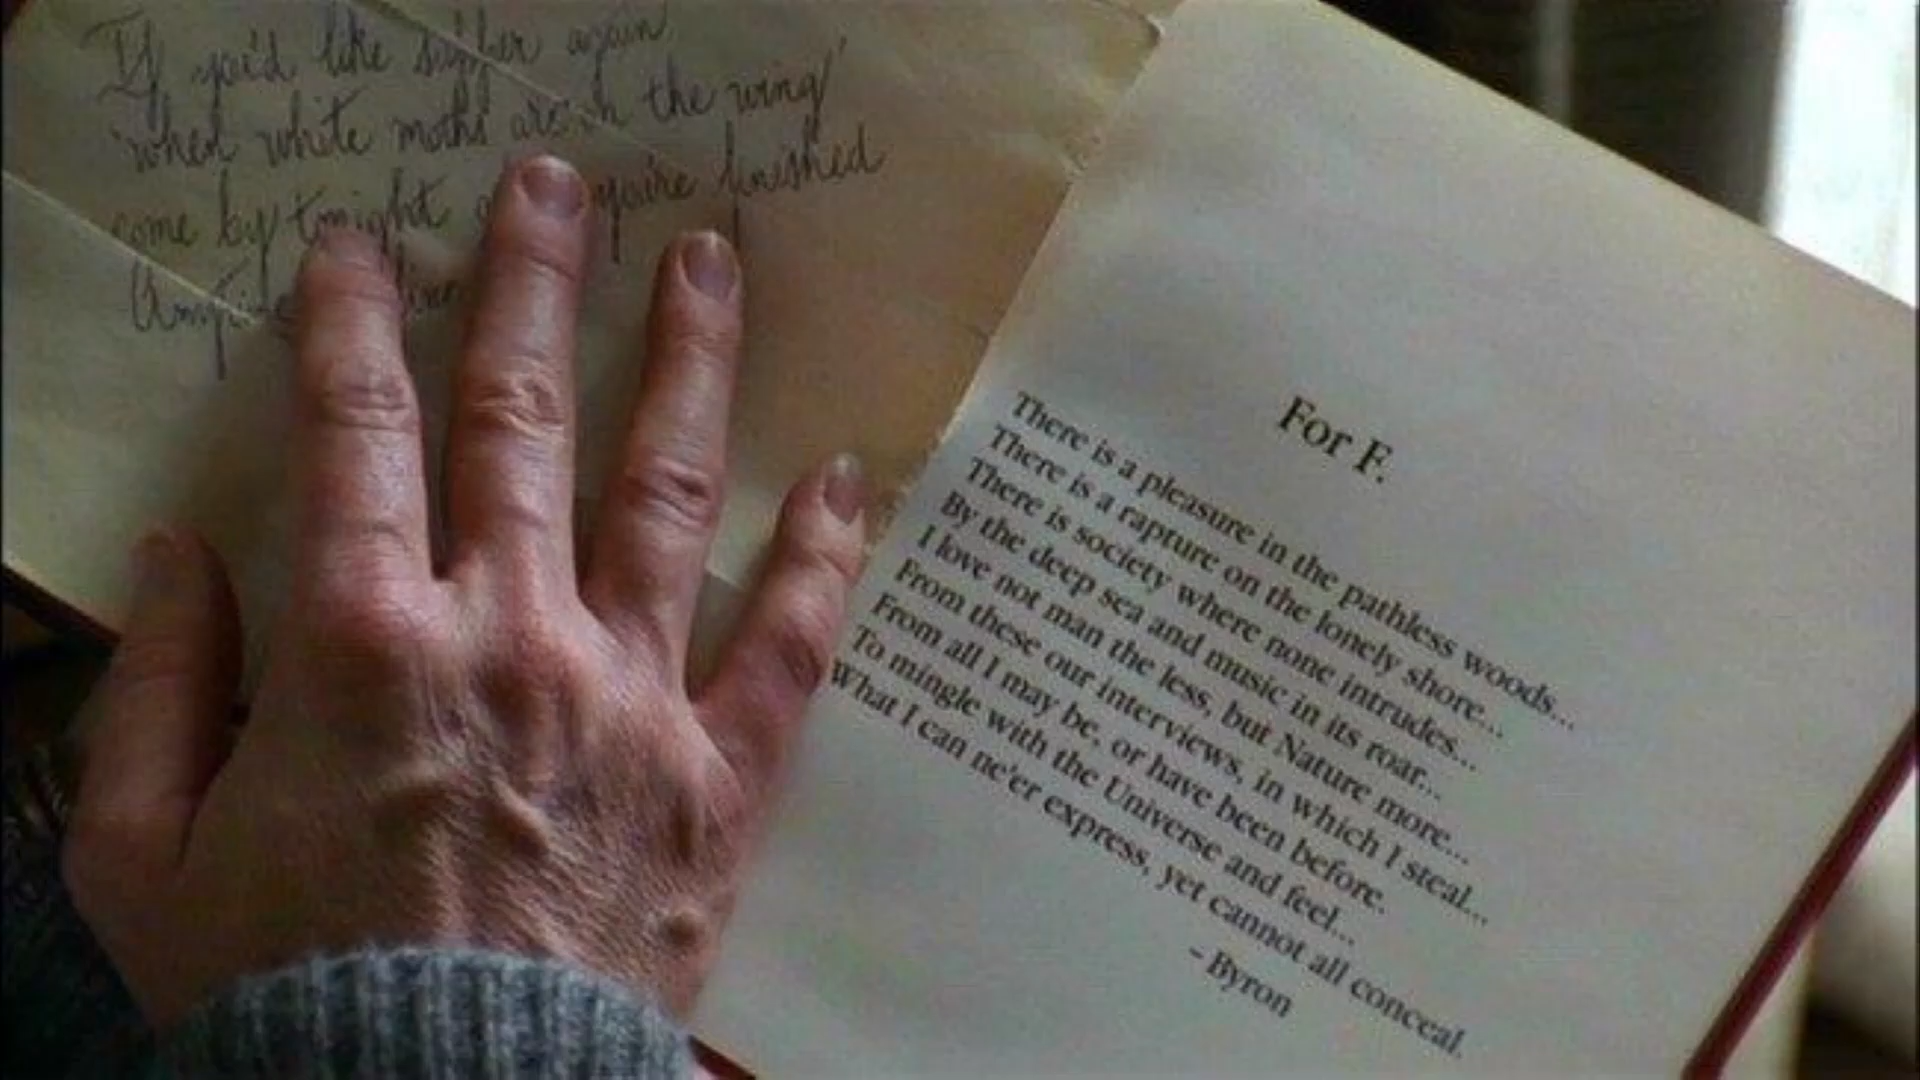 If you'd like supper again
when white moths are on the wing'
come by tonight you're finished
Anytime
For F.
There is a pleasure in the pathless woods...
There is a rapture on the lonely shore...
There is society where none intrudes...
By the deep sea and music in its roar...
I love not man the less, but Nature more...
From these our interviews, in which I steal...
From all I may be, or have been before.
To mingle with the Universe and feel...
What I can ne'er express, yet cannot all conceal.
– Byron